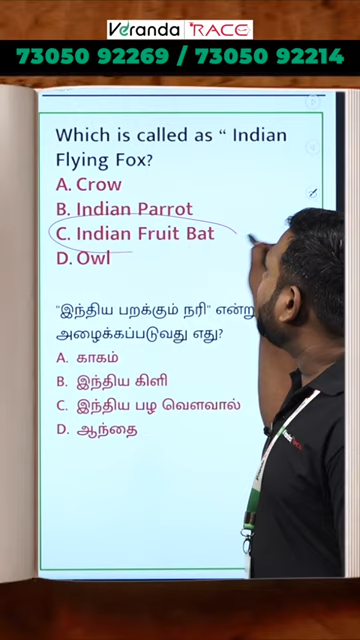 Veranda RACE
73050 92269 / 73050 92214
Which is called as “ Indian
Flying Fox?
A. Crow
B. Indian Parrot
C. Indian Fruit Bat
D. Owl
"இந்திய பறக்கும் நரி" என்று
அழைக்கப்படுவது எது?
A. காகம்
B. இந்திய கிளி
C. இந்திய பழ வௌவால்
D. ஆந்தை